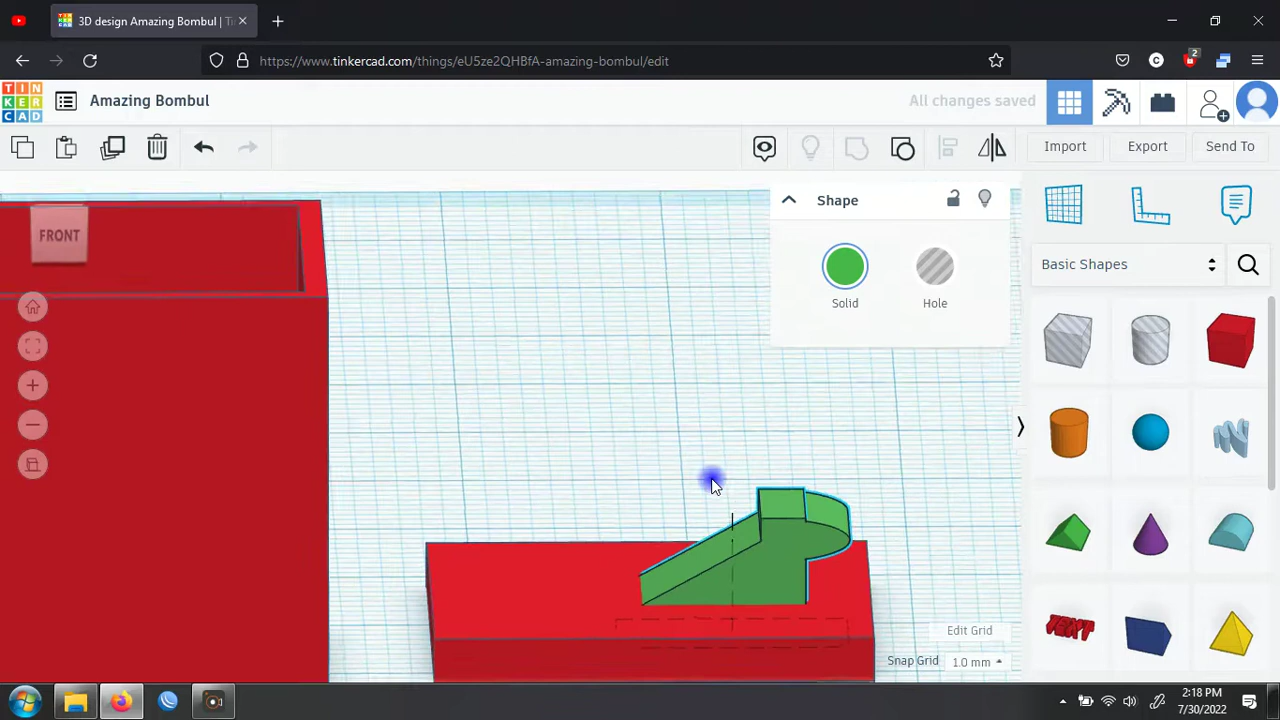 3D design Amazing Bombul | Ti
https://www.tinkercad.com/things/eU5ze2QHBfA-amazing-bombul/edit
2
TIN
KER
CAD
Amazing Bombul
All changes saved
Import
Export
Send To
FRONT
Shape
Solid
Hole
Basic Shapes
Edit Grid
Snap Grid
1.0 mm
2:18 PM
7/30/2022